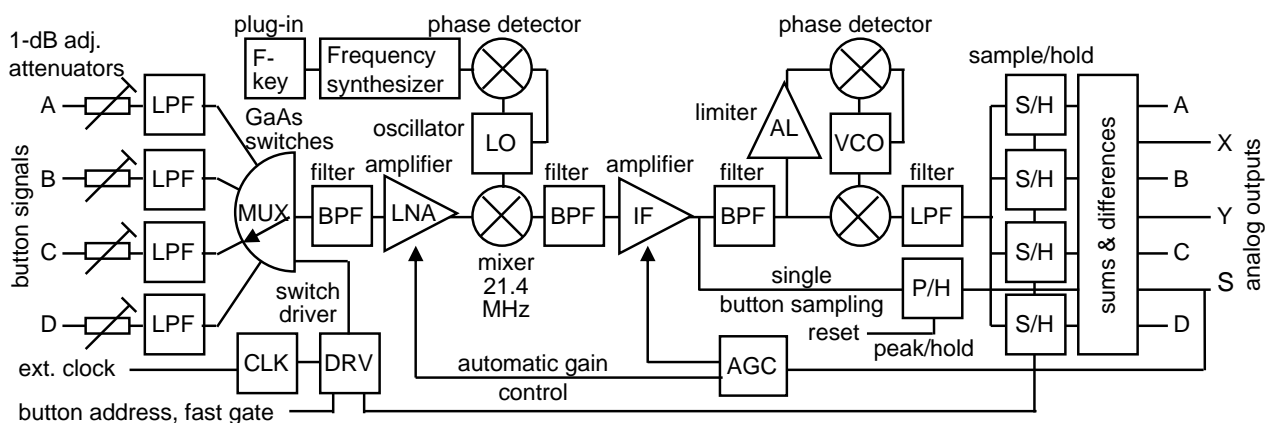 plug-in
phase detector
phase detector
1-dB adj.
attenuators
F-
key
Frequency
synthesizer
sample/hold
A
LPF
GaAs
switches
oscillator
LO
limiter
AL
VCO
S/H
A
X
button signals
B
LPF
MUX
filter
BPF
amplifier
LNA
filter
BPF
amplifier
IF
filter
BPF
LPF
filter
S/H
sums & differences
B
Y
analog outputs
C
LPF
mixer
21.4
MHz
single
button sampling
P/H
S/H
C
S
D
LPF
switch
driver
reset
peak/hold
S/H
D
ext. clock
CLK
DRV
automatic gain
control
AGC
button address, fast gate